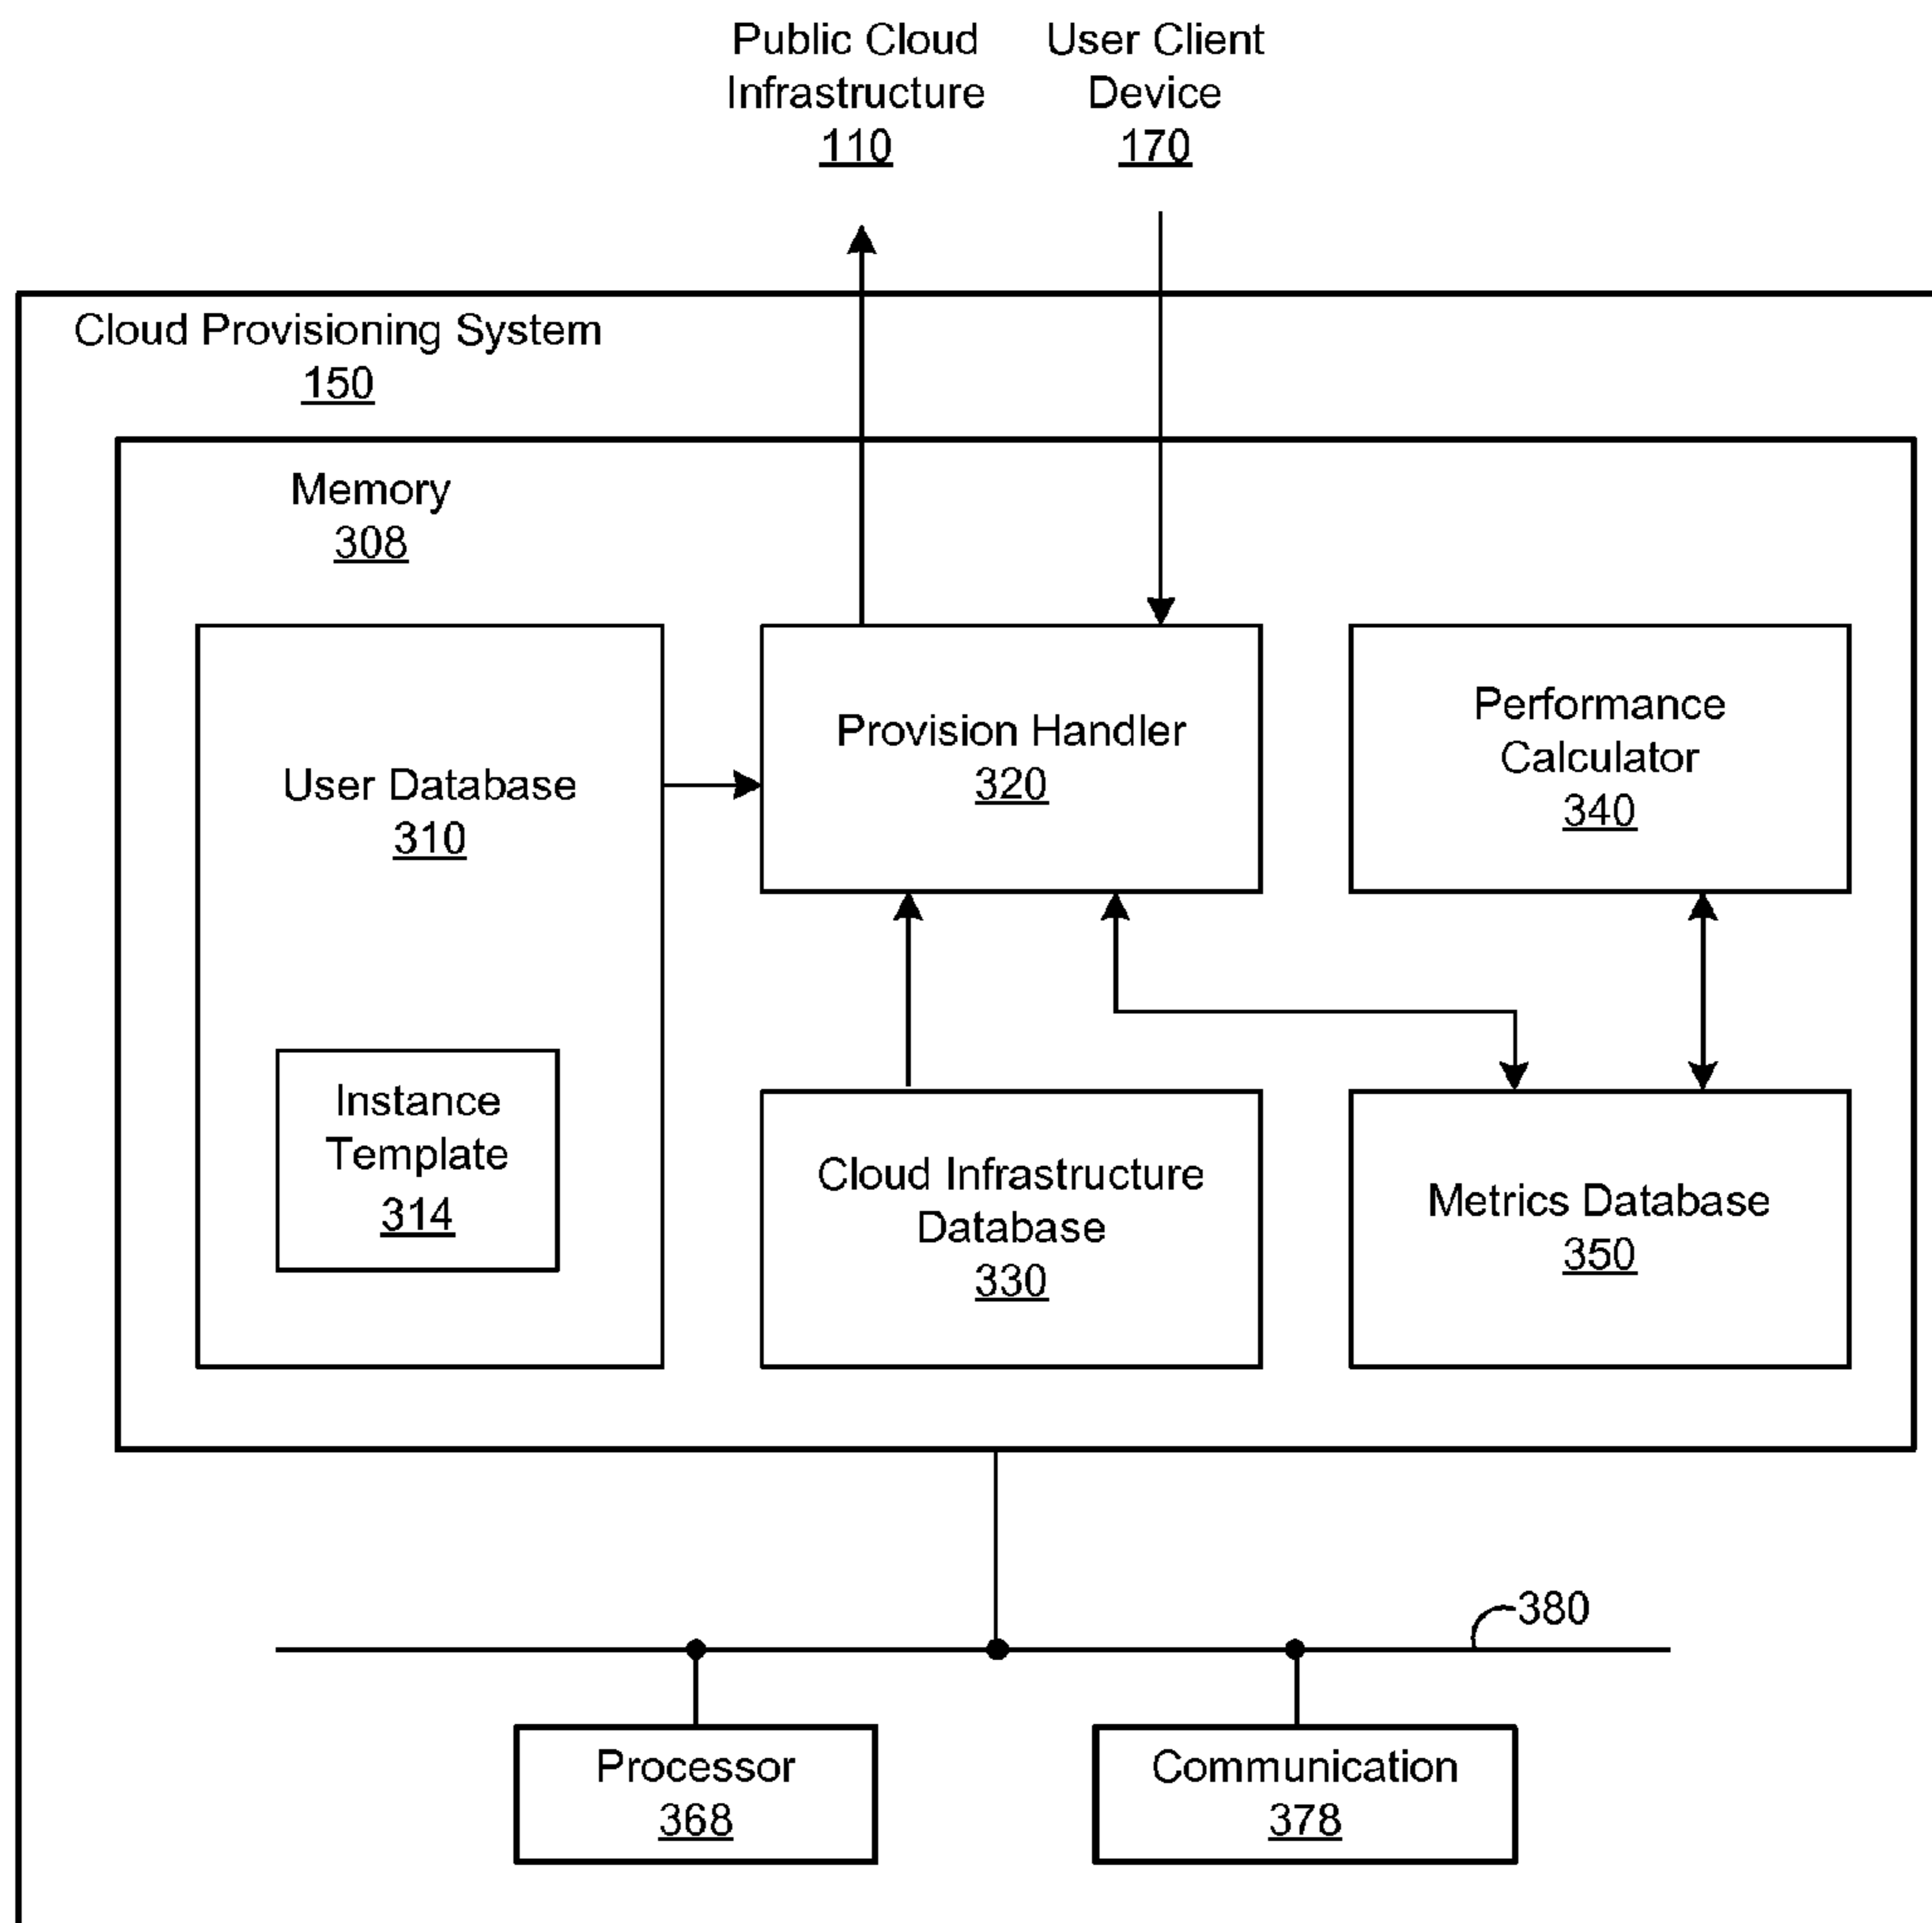 Public Cloud
Infrastructure
110
User Client
Device
170
Cloud Provisioning System
150
Memory
308
User Database
310
Instance
Template
314
Provision Handler
320
Performance
Calculator
340
Cloud Infrastructure
Database
330
Metrics Database
350
380
Processor
368
Communication
378